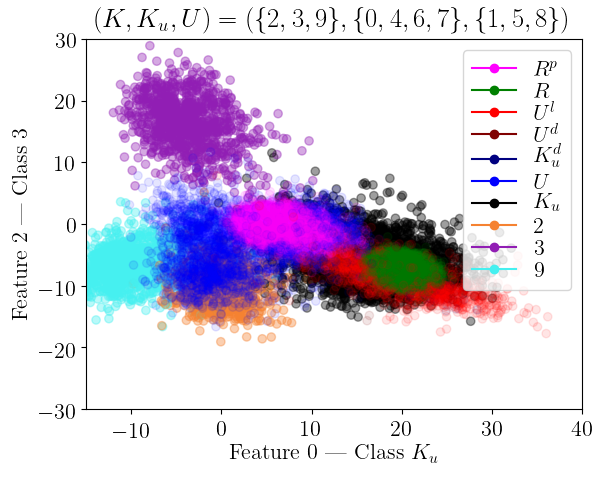 (K, K_u, U) = ({2, 3, 9}, {0, 4, 6, 7}, {1, 5, 8})
30
20
10
0
−10
−20
−30
Feature 2 — Class 3
R^p
R
U^l
U^d
K_u^d
U
K_u
2
3
9
−10 0 10 20 30 40
Feature 0 — Class K_u